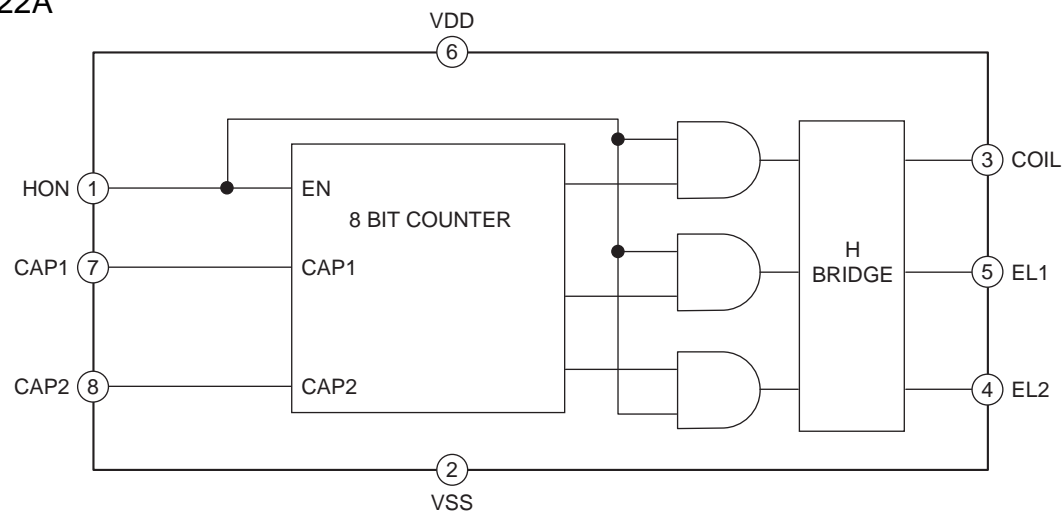 22A
VDD
6
HON 1
EN
8 BIT COUNTER
CAP1 7
CAP1
CAP2 8
CAP2
H
BRIDGE
3 COIL
5 EL1
4 EL2
2
VSS